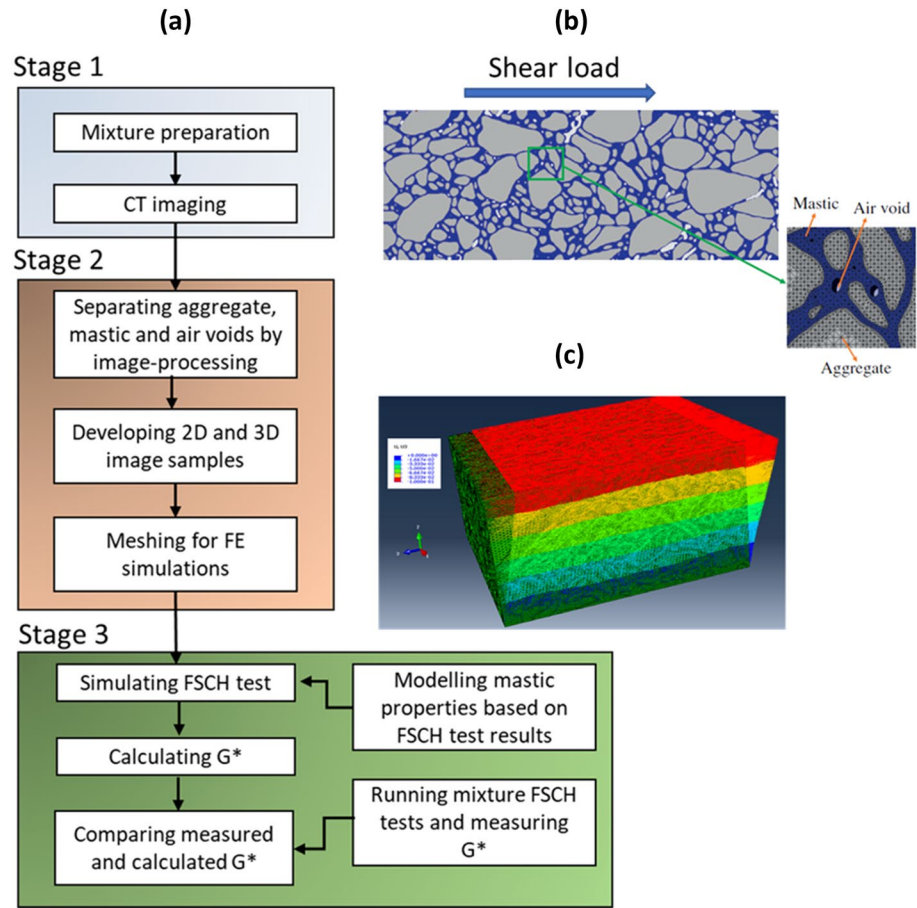 (a)
Stage 1
Mixture preparation
CT imaging
Stage 2
Separating aggregate,
mastic and air voids by
image-processing
Developing 2D and 3D
image samples
Meshing for FE
simulations
Stage 3
Simulating FSCH test
Modelling mastic
properties based on
FSCH test results
Calculating G*
Running mixture FSCH
tests and measuring
G*
Comparing measured
and calculated G*
(b)
Shear load
Mastic
Air void
Aggregate
(c)